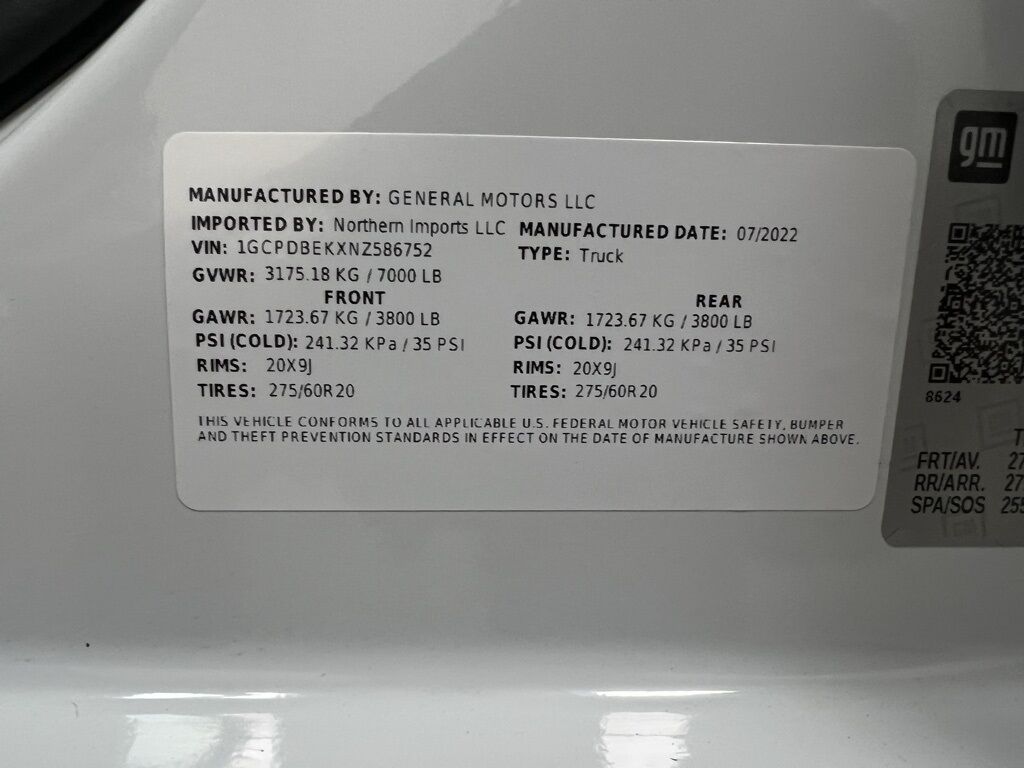 MANUFACTURED BY: GENERAL MOTORS LLC
IMPORTED BY: Northern Imports LLC MANUFACTURED DATE: 07/2022
VIN: 1GCPDBEKXNZ586752 TYPE: Truck
GVWR: 3175.18 KG / 7000 LB
FRONT REAR
GAWR: 1723.67 KG / 3800 LB GAWR: 1723.67 KG / 3800 LB
PSI (COLD): 241.32 KPa / 35 PSI PSI (COLD): 241.32 KPa / 35 PSI
RIMS: 20X9J RIMS: 20X9J
TIRES: 275/60R20 TIRES: 275/60R20
THIS VEHICLE CONFORMS TO ALL APPLICABLE U.S. FEDERAL MOTOR VEHICLE SAFETY, BUMPER
AND THEFT PREVENTION STANDARDS IN EFFECT ON THE DATE OF MANUFACTURE SHOWN ABOVE.
gm
8624
FRT/AV.
RR/ARR.
SPA/SOS